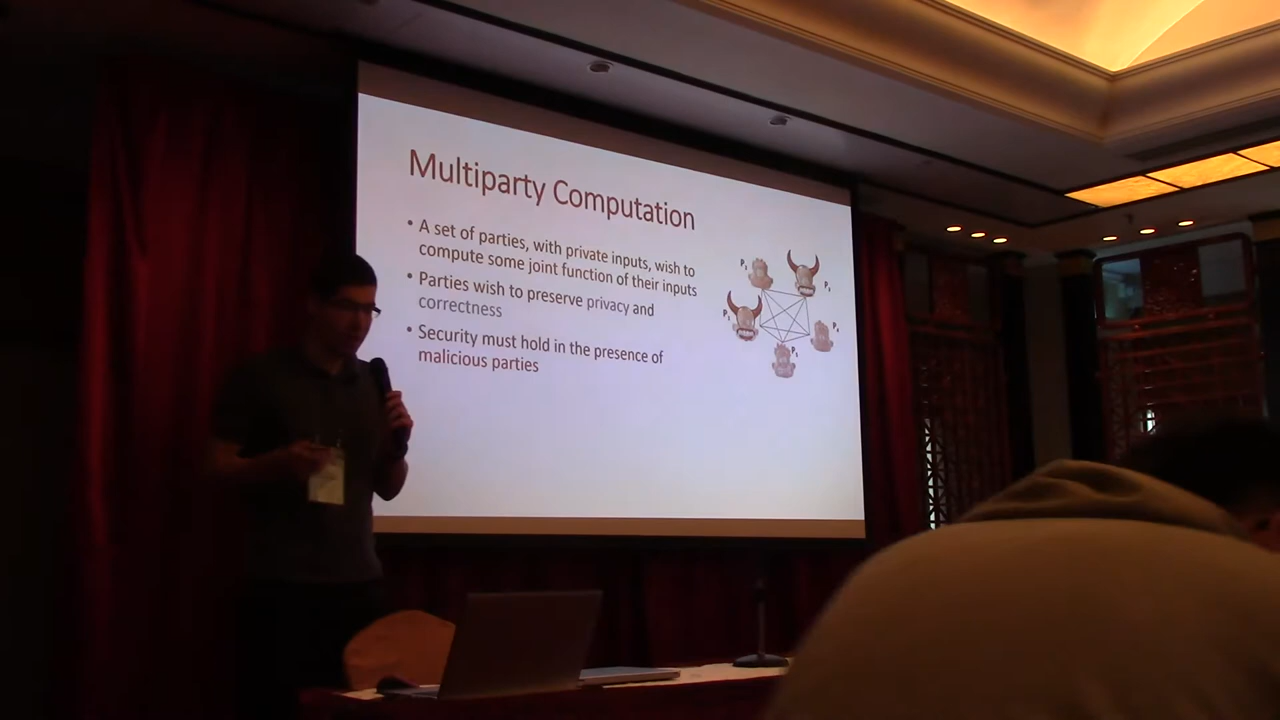 Multiparty Computation
• A set of parties, with private inputs, wish to
compute some joint function of their inputs
• Parties wish to preserve privacy and
correctness
• Security must hold in the presence of
malicious parties